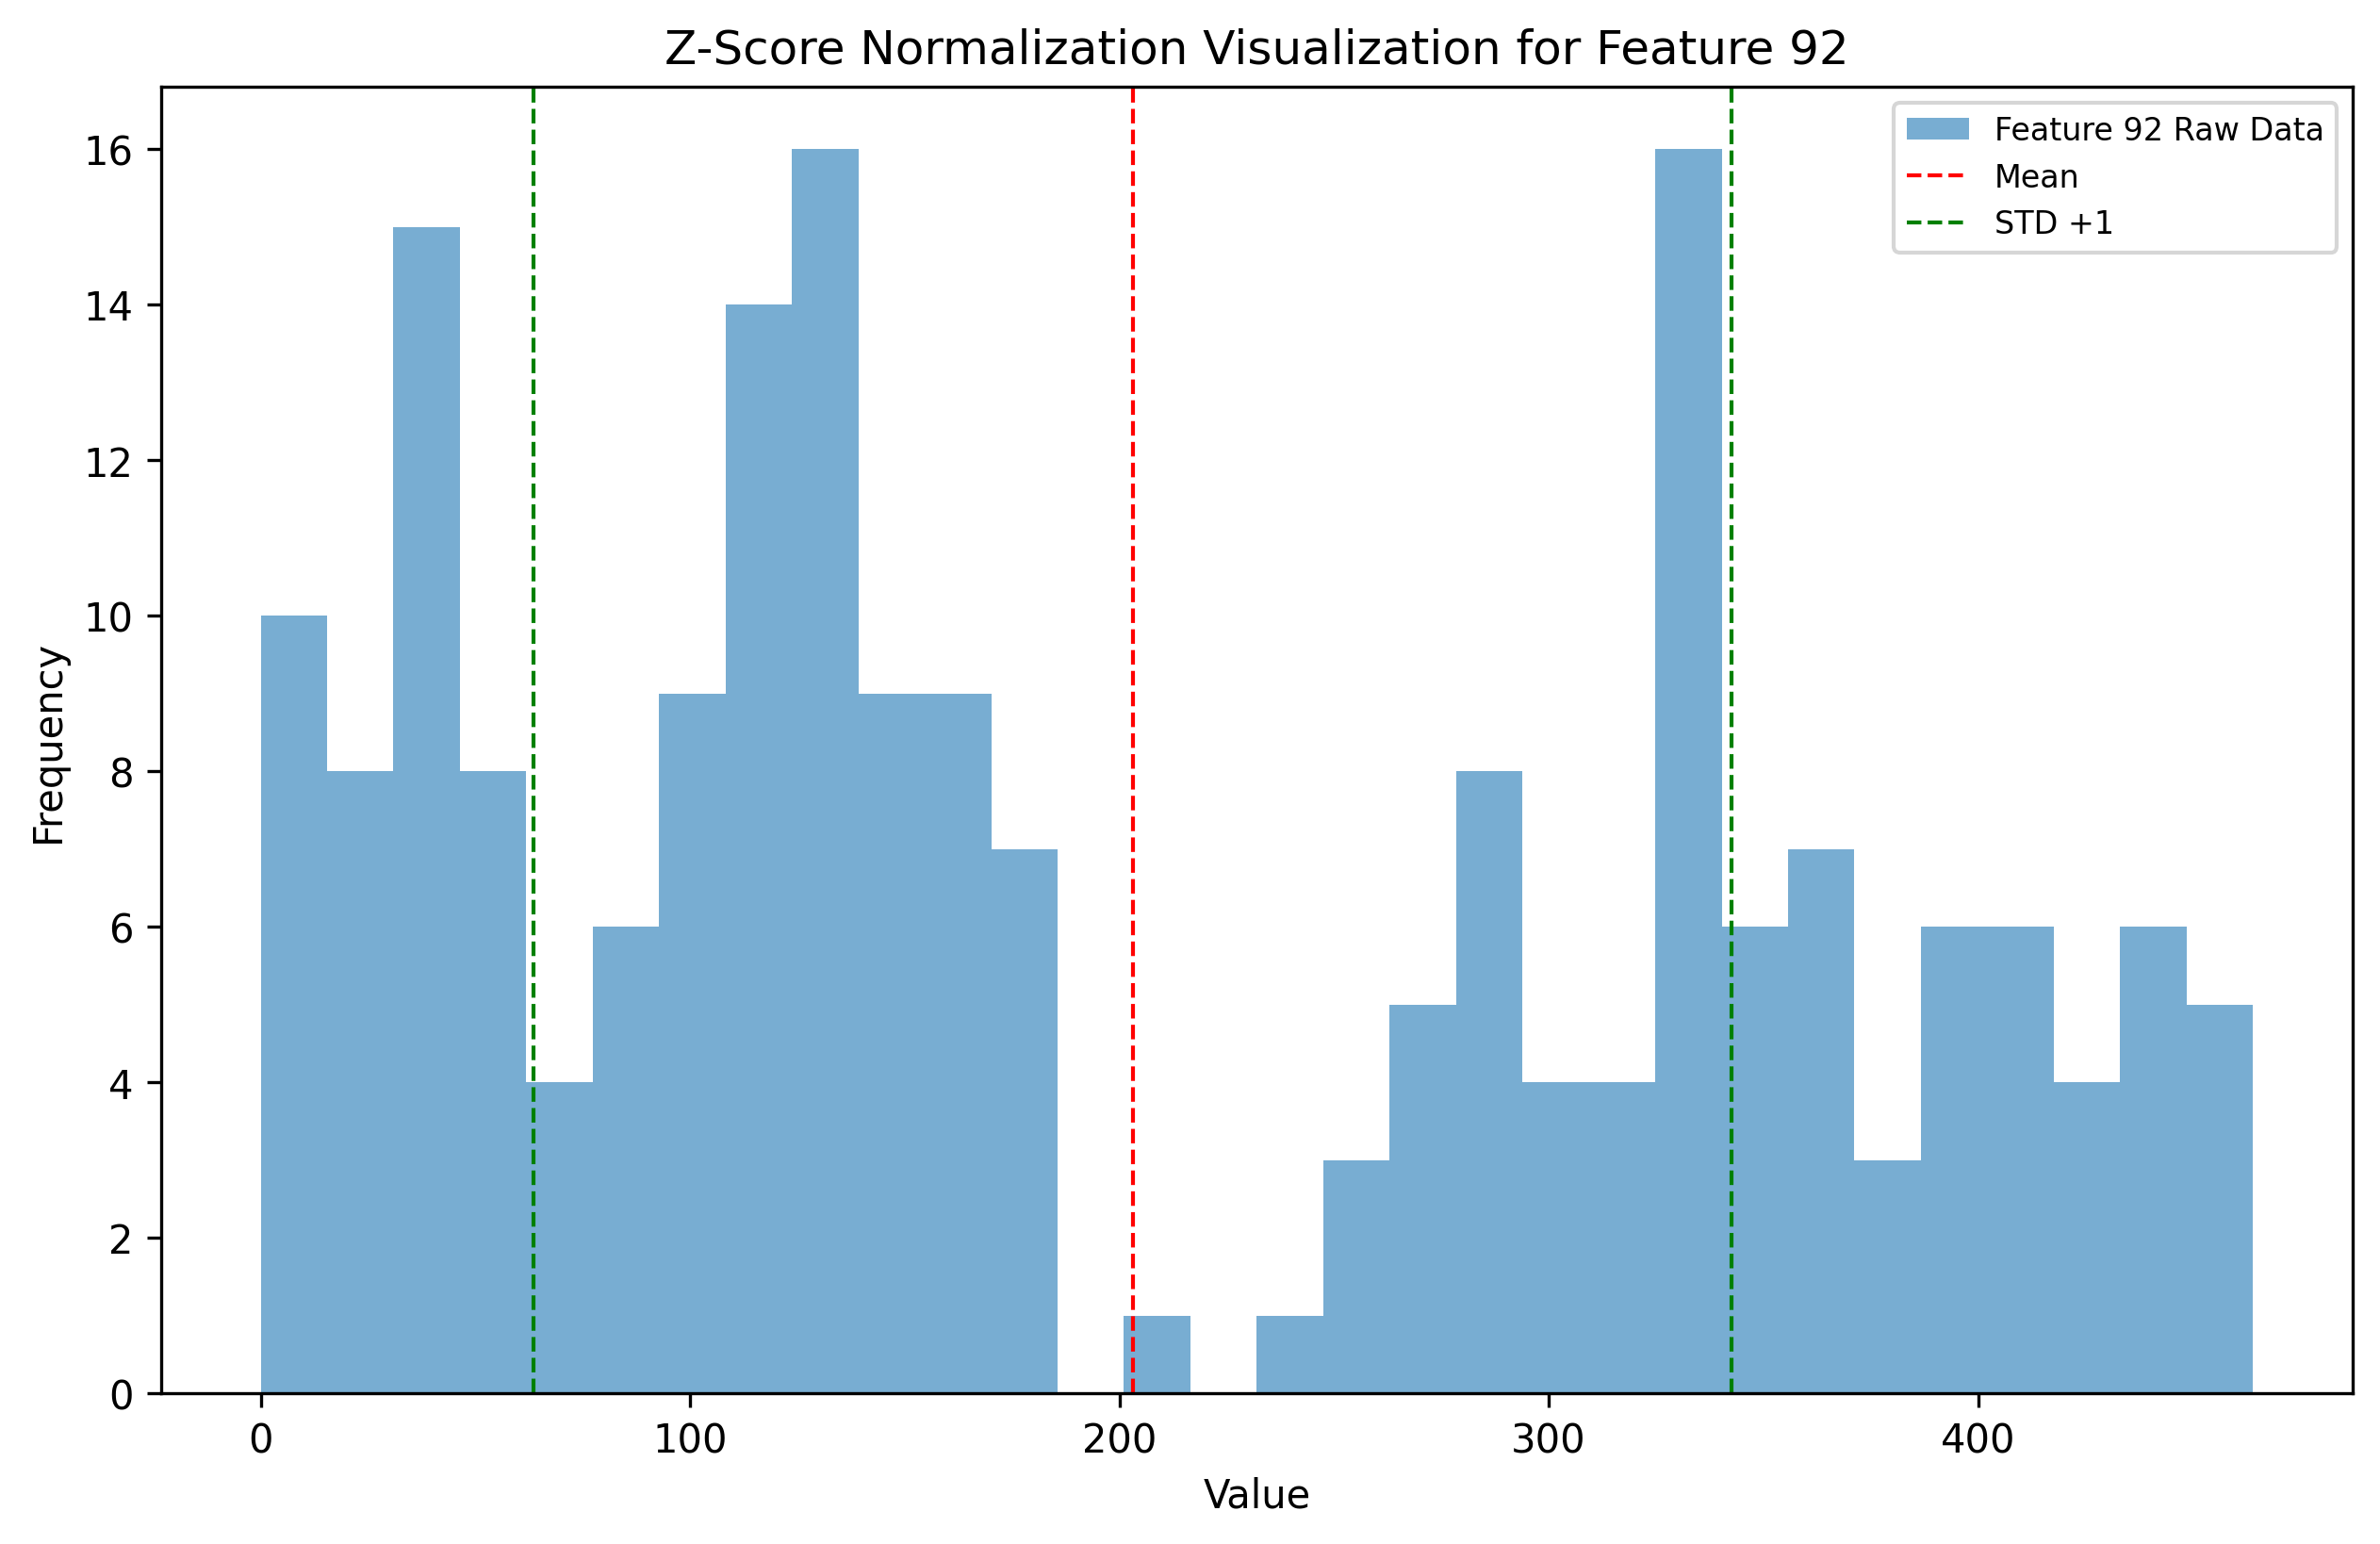 Z-Score Normalization Visualization for Feature 92
Feature 92 Raw Data
Mean
STD +1
16
14
12
10
8
6
4
2
0
Frequency
0 100 200 300 400
Value